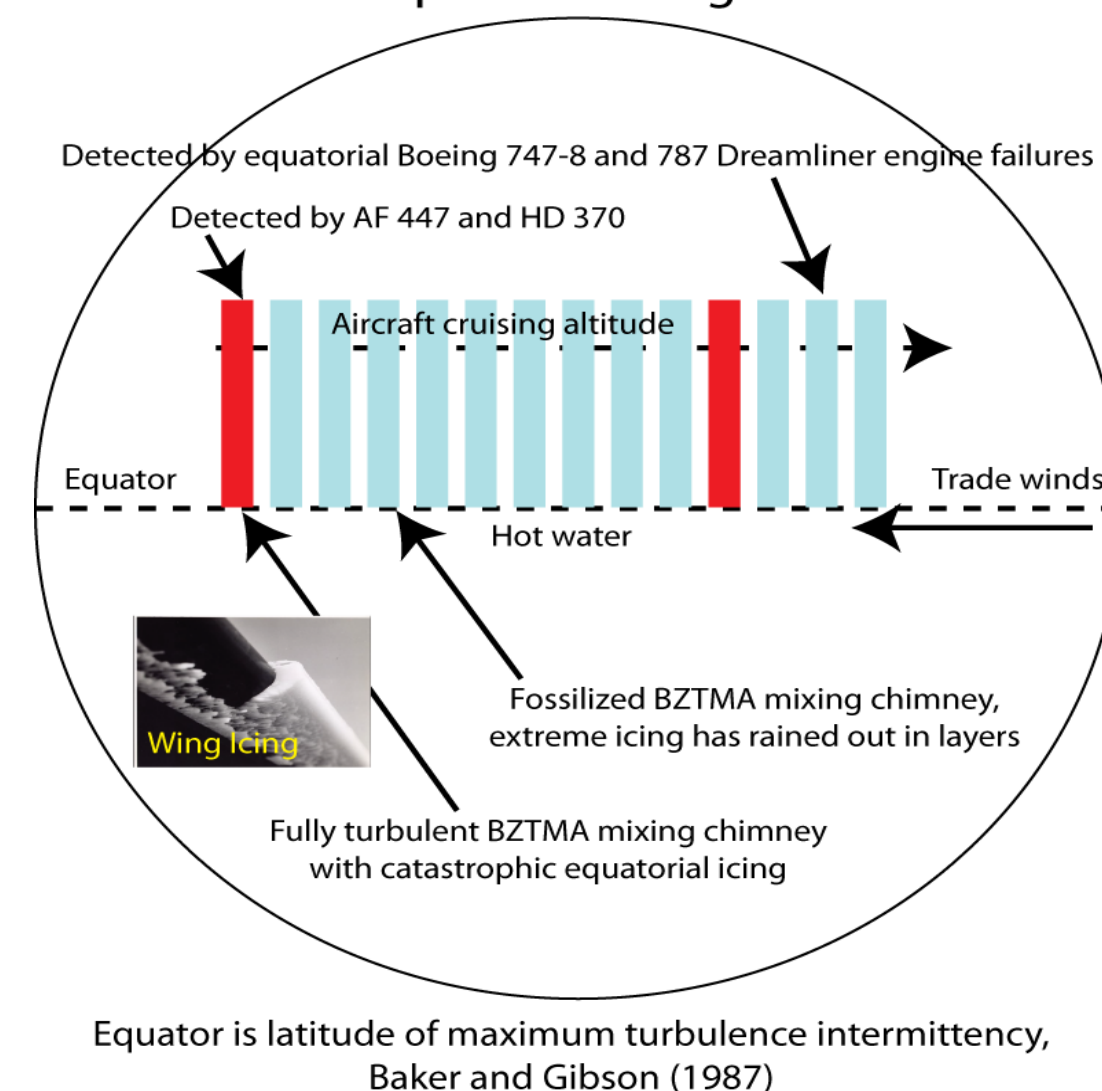 Detected by equatorial Boeing 747-8 and 787 Dreamliner engine failures
Detected by AF 447 and HD 370
Aircraft cruising altitude
Equator
Trade winds
Hot water
Wing Icing
Fossilized BZTMA mixing chimney,
extreme icing has rained out in layers
Fully turbulent BZTMA mixing chimney
with catastrophic equatorial icing
Equator is latitude of maximum turbulence intermittency,
Baker and Gibson (1987)